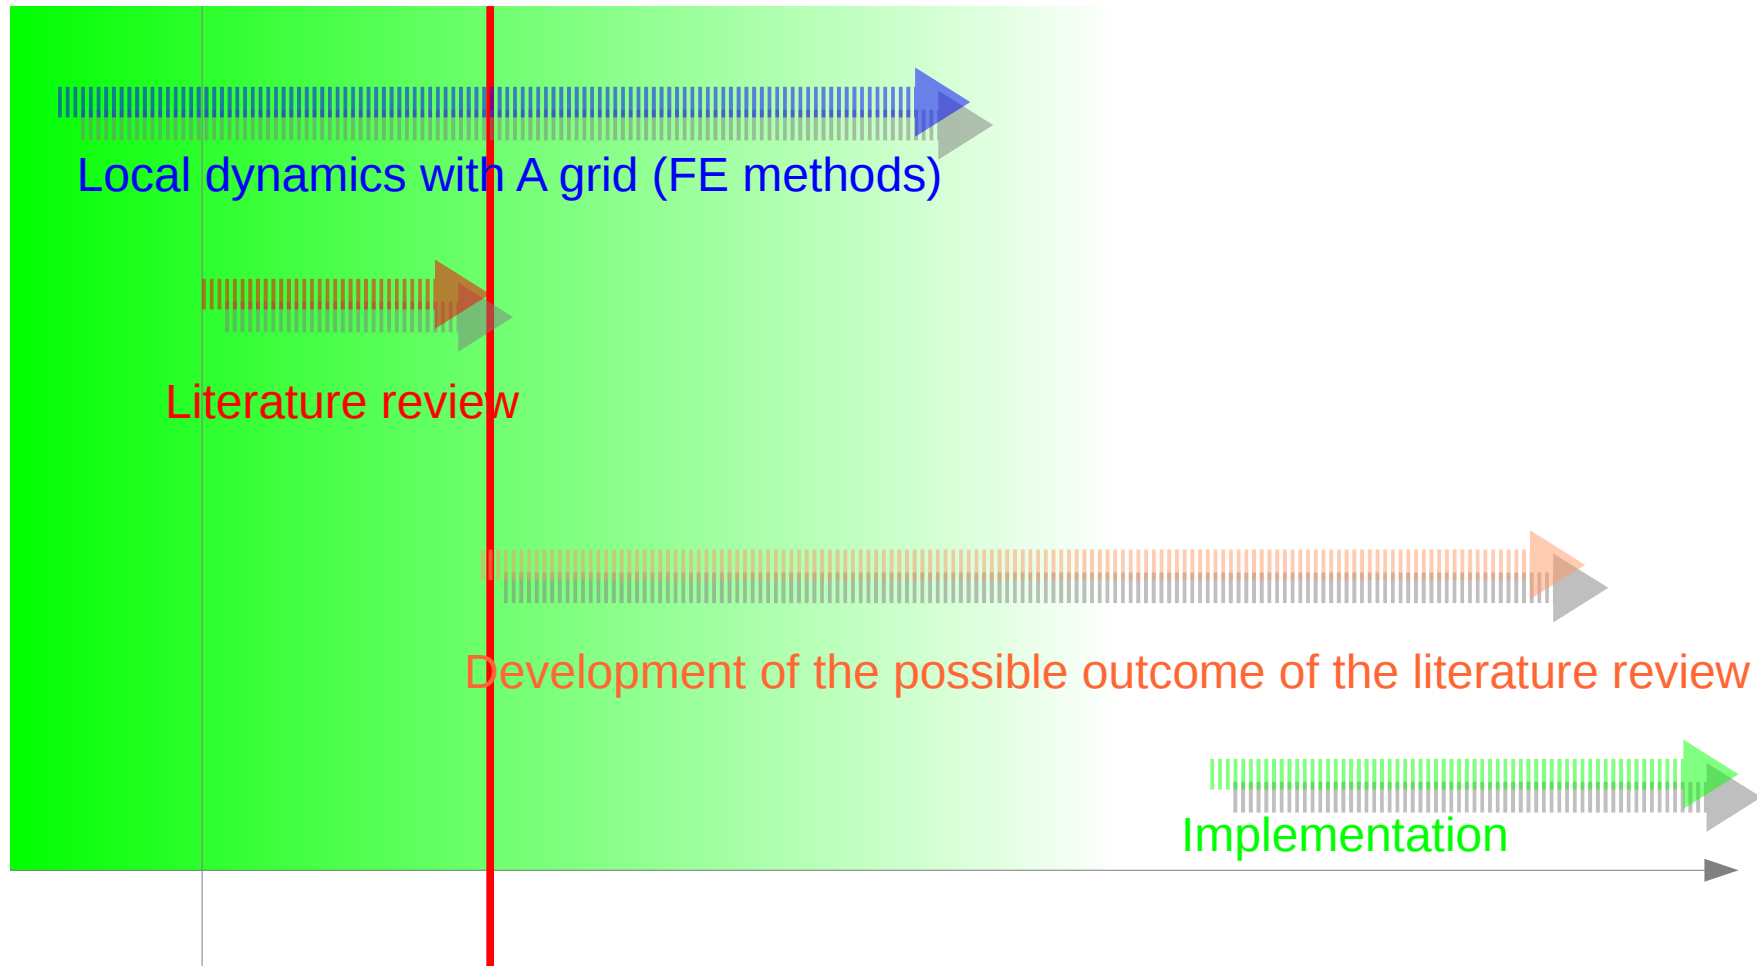 Local dynamics with A grid (FE methods)
Literature review
Development of the possible outcome of the literature review
Implementation